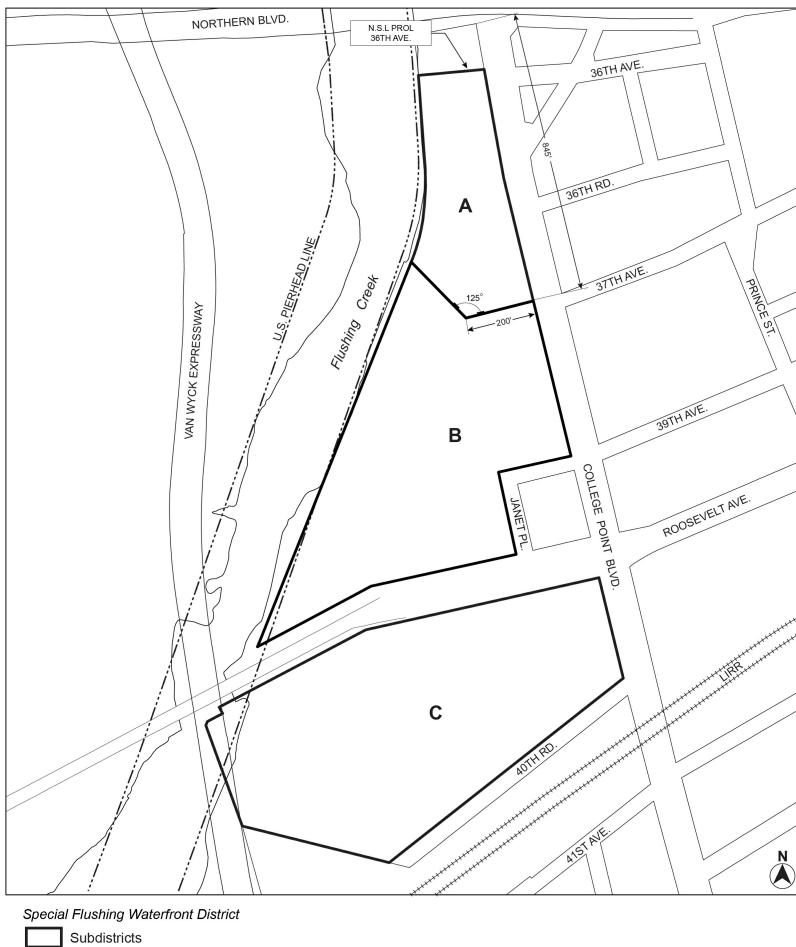 NORTHERN BLVD.
N.S.L PROL
36TH AVE.
36TH AVE.
845'
36TH RD.
A
U.S. PIERHEAD LINE
Flushing Creek
37TH AVE.
125°
200'
PRINCE ST.
VAN WYCK EXPRESSWAY
39TH AVE.
B
JANET PL.
COLLEGE POINT BLVD.
ROOSEVELT AVE.
LIRR
C
40TH RD.
41ST AVE.
N
Special Flushing Waterfront District
Subdistricts